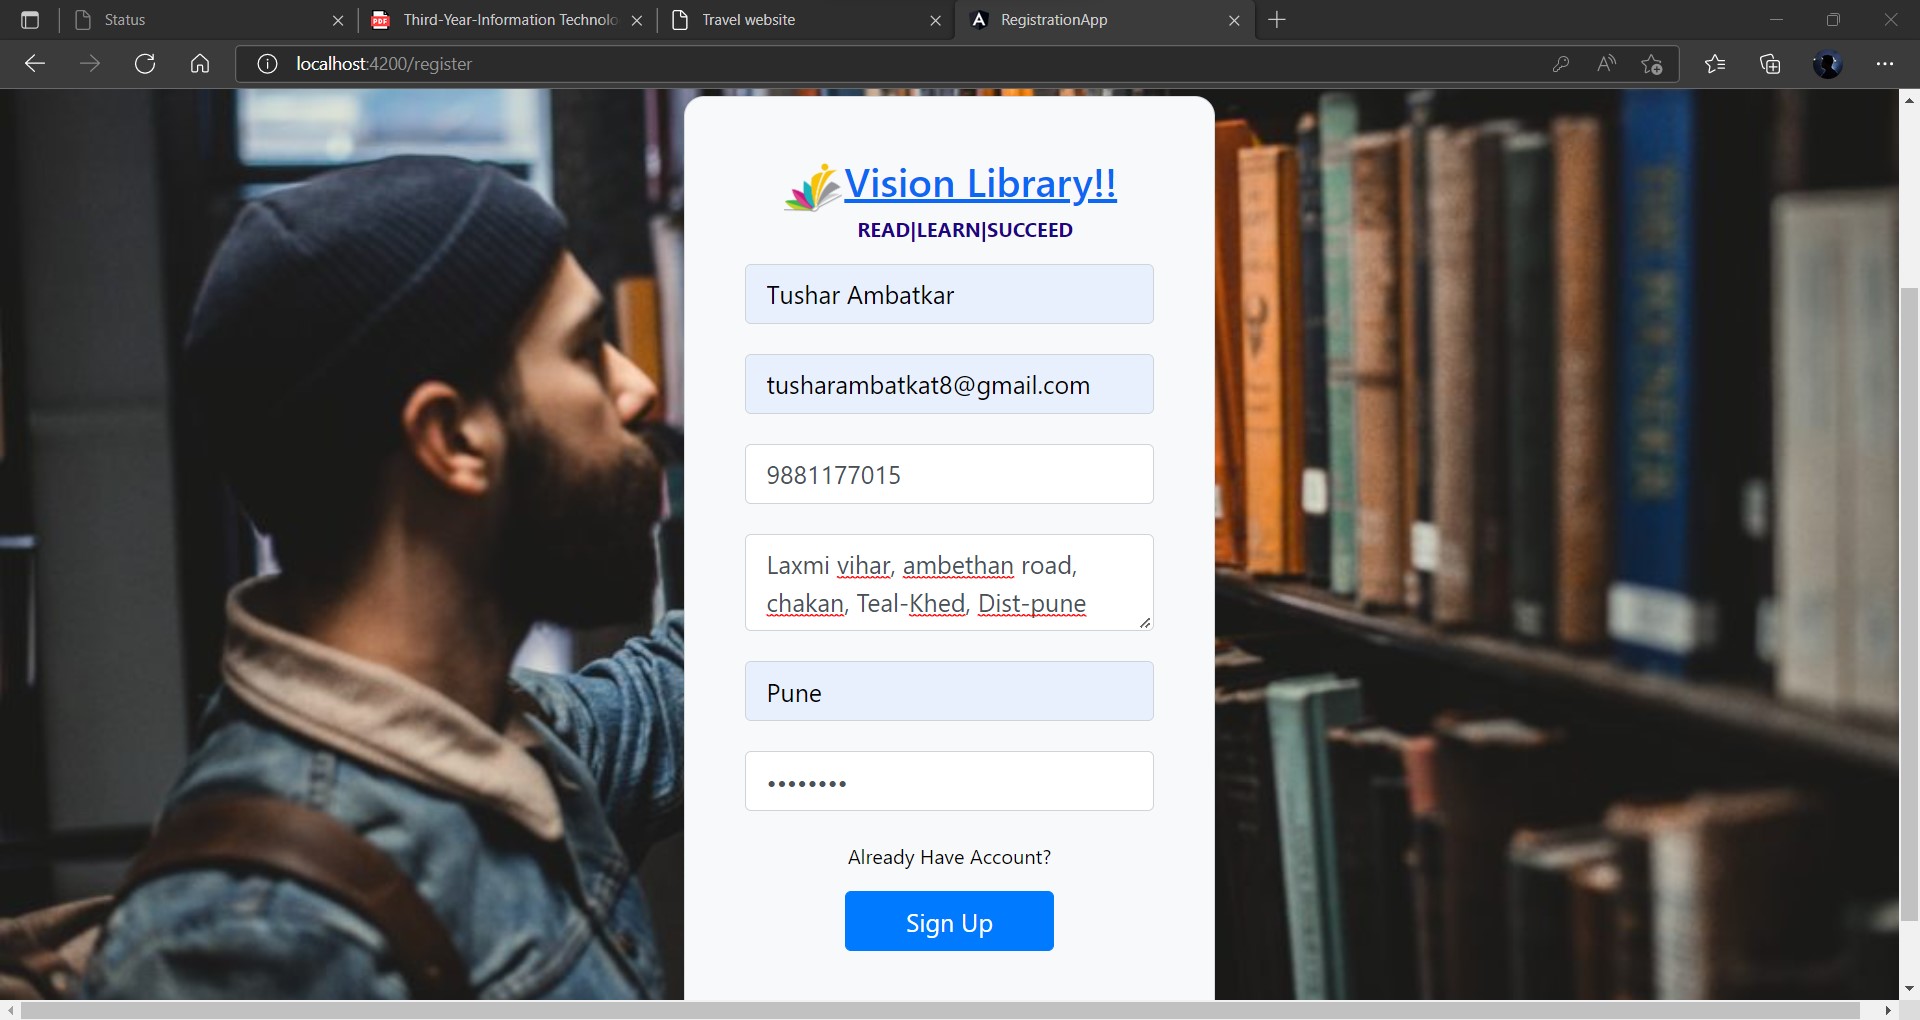 Status
Third-Year-Information Technolo
Travel website
RegistrationApp
localhost:4200/register
Vision Library!!
READ|LEARN|SUCCEED
Tushar Ambatkar
tusharambatkat8@gmail.com
9881177015
Laxmi vihar, ambethan road,
chakan, Teal-Khed, Dist-pune
Pune
••••••••
Already Have Account?
Sign Up